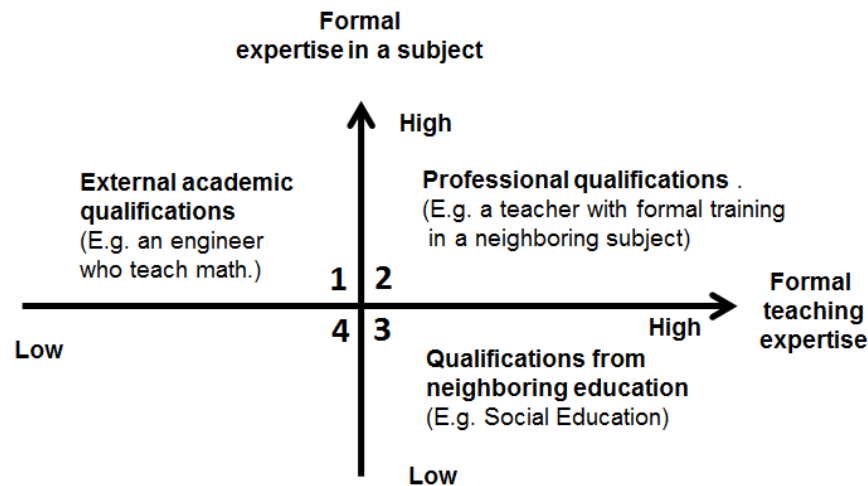 Formal
expertise in a subject
High
External academic
qualifications
(E.g. an engineer
who teach math.)
Professional qualifications .
(E.g. a teacher with formal training
in a neighboring subject)
1 2
4 3
Low
High
Formal
teaching
expertise
Qualifications from
neighboring education
(E.g. Social Education)
Low